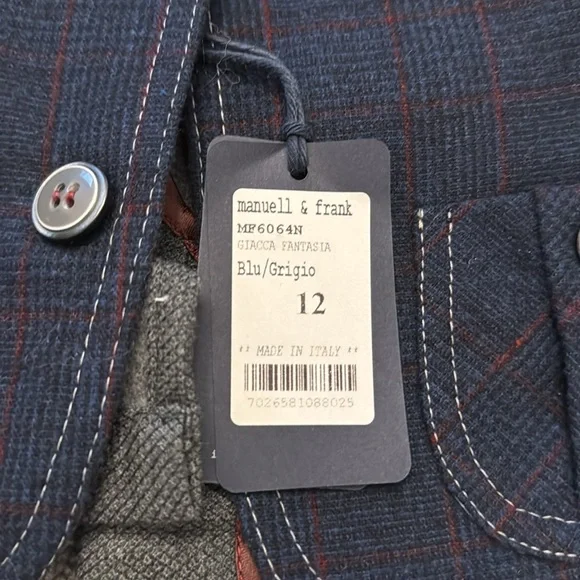 manuell & frank
MF6064N
GIACCA FANTASIA
Blu/Grigio
12
** MADE IN ITALY **
7026581088025